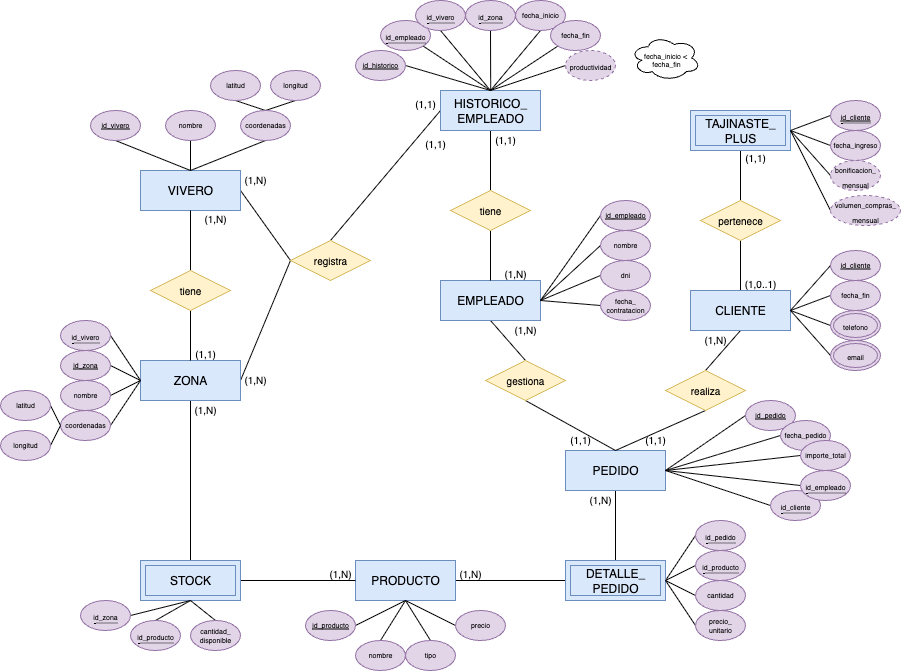 id_vivero
id_zona
fecha_inicio
id_empleado
fecha_fin
id_historico
productividad
fecha_inicio <
fecha_fin
latitud
longitud
id_vivero
nombre
coordenadas
(1,1)
HISTORICO_
EMPLEADO
(1,1)
(1,1)
TAJINASTE_
PLUS
(1,1)
id_cliente
fecha_ingreso
bonificacion_
mensual
volumen_compras_
mensual
VIVERO
(1,N)
(1,N)
tiene
pertenece
registra
tiene
(1,1)
id_empleado
nombre
dni
fecha_
contratacion
(1,N)
EMPLEADO
(1,N)
(1,0..1)
CLIENTE
(1,N)
id_cliente
fecha_fin
telefono
email
id_vivero
id_zona
nombre
coordenadas
latitud
longitud
ZONA
(1,N)
(1,N)
gestiona
realiza
(1,1)
(1,1)
PEDIDO
(1,N)
id_pedido
fecha_pedido
importe_total
id_empleado
id_cliente
STOCK
(1,N)
PRODUCTO
(1,N)
DETALLE_
PEDIDO
id_pedido
id_producto
cantidad
precio_
unitario
id_zona
id_producto
cantidad_
disponible
id_producto
nombre
tipo
precio